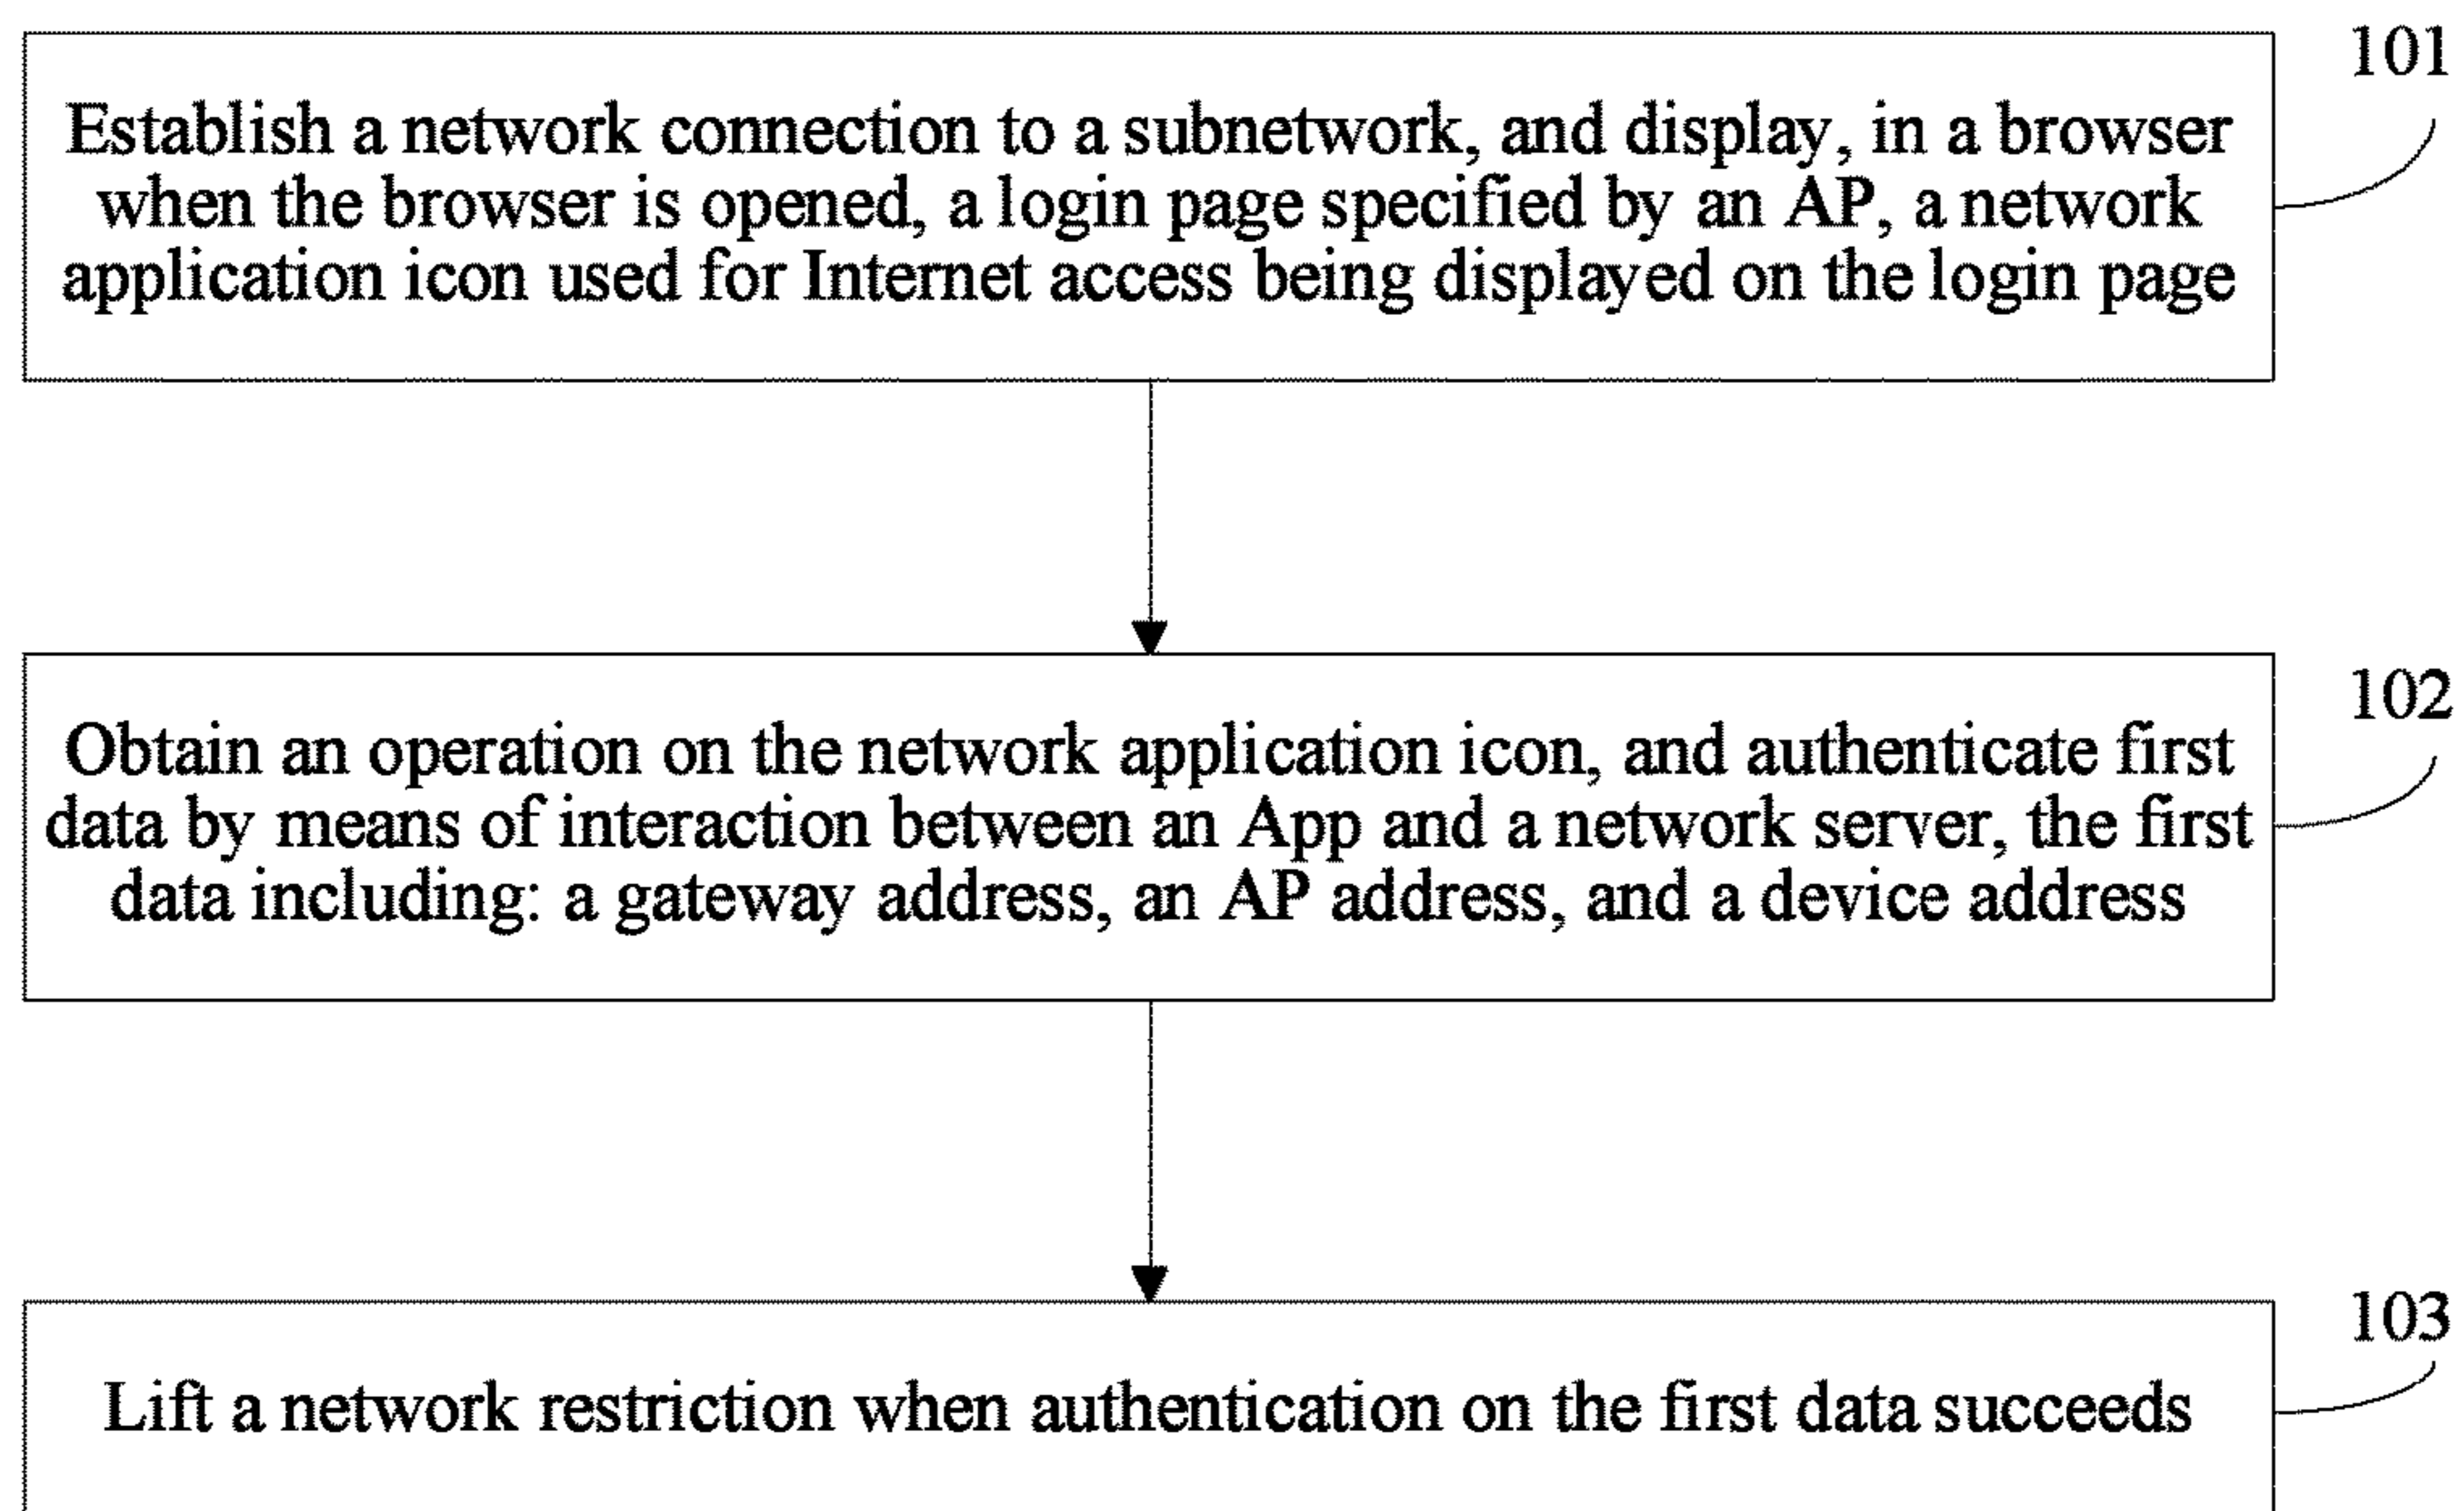 101
Establish a network connection to a subnetwork, and display, in a browser
when the browser is opened, a login page specified by an AP, a network
application icon used for Internet access being displayed on the login page
102
Obtain an operation on the network application icon, and authenticate first
data by means of interaction between an App and a network server, the first
data including: a gateway address, an AP address, and a device address
103
Lift a network restriction when authentication on the first data succeeds